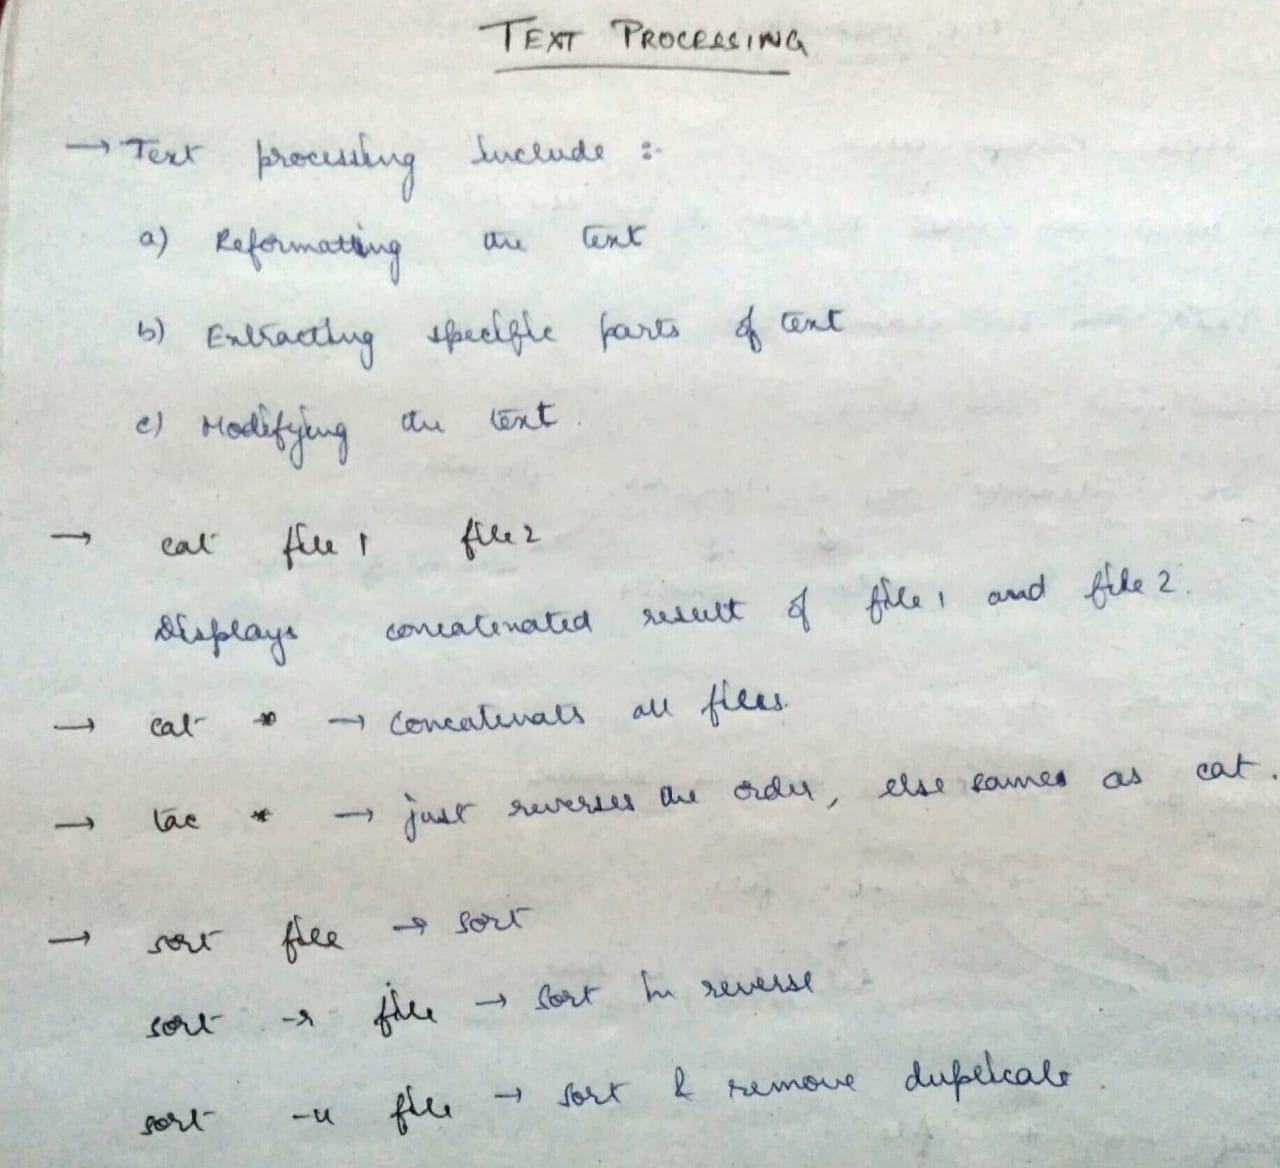 TEXT PROCESSING
→ Text processing include :-
a) Reformatting the text
b) Extracting specific parts of text
c) Modifying the text.
→ cat file 1 file 2
Displays concatenated result of file 1 and file 2.
→ cat * → concatenats all files.
→ tac * → just reverses the order, else sames as cat.
→ sort file → sort
sort -r file → sort in reverse
sort -u file → sort & remove duplicate.